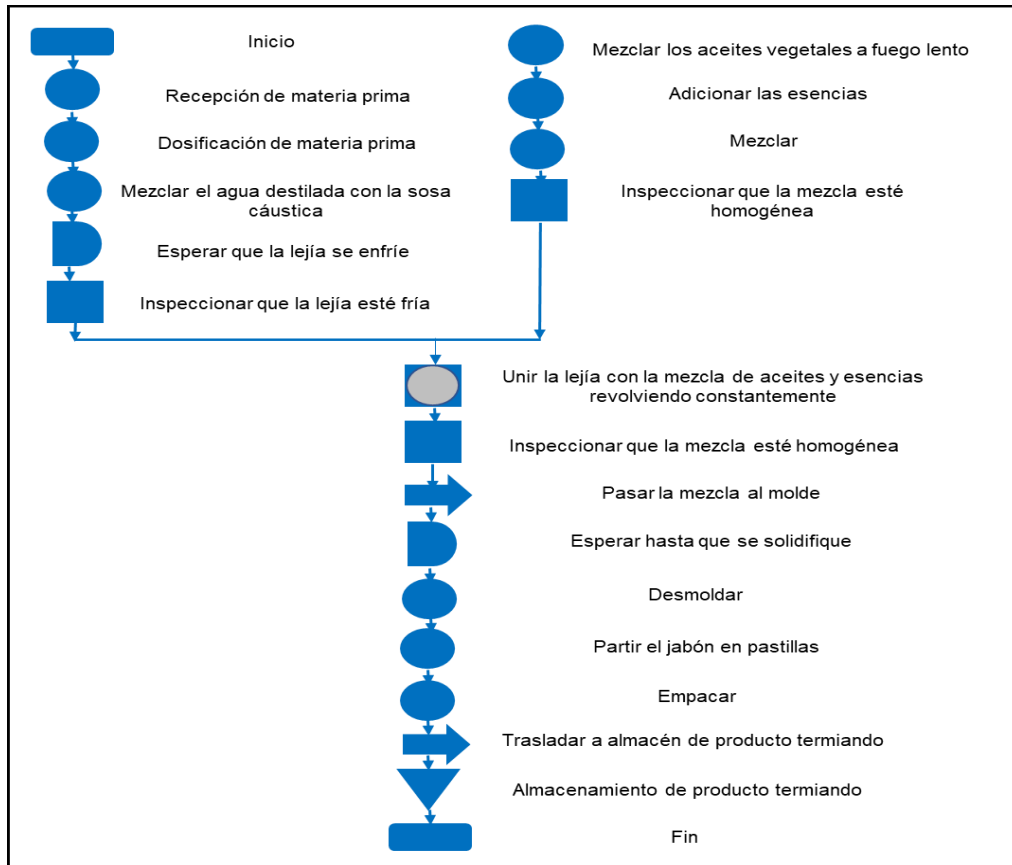 Inicio
Recepción de materia prima
Dosificación de materia prima
Mezclar el agua destilada con la sosa
cáustica
Esperar que la lejía se enfríe
Inspeccionar que la lejía esté fría
Mezclar los aceites vegetales a fuego lento
Adicionar las esencias
Mezclar
Inspeccionar que la mezcla esté
homogénea
Unir la lejía con la mezcla de aceites y esencias
revolviendo constantemente
Inspeccionar que la mezcla esté homogénea
Pasar la mezcla al molde
Esperar hasta que se solidifique
Desmoldar
Partir el jabón en pastillas
Empacar
Trasladar a almacén de producto termiando
Almacenamiento de producto termiando
Fin